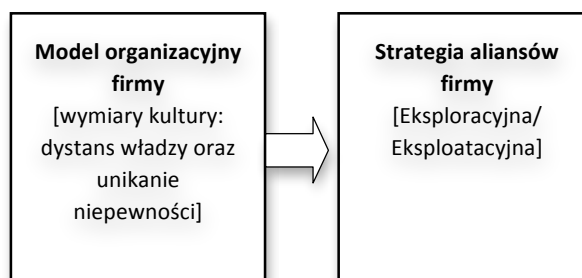 Model organizacyjny
firmy
[wymiary kultury:
dystans władzy oraz
unikanie
niepewności]
Strategia aliansów
firmy
[Eksploracyjna/
Eksploatacyjna]